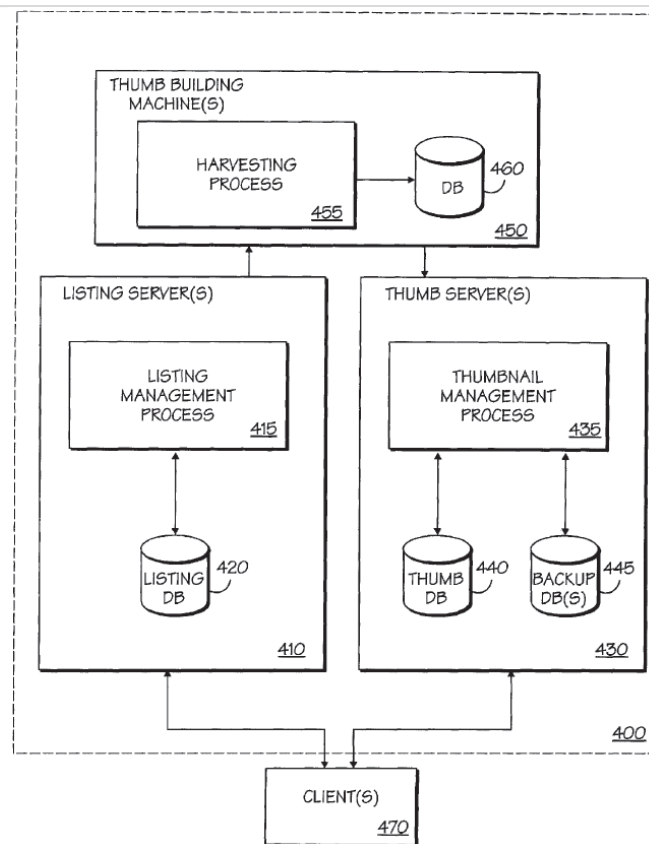 THUMB BUILDING
MACHINE(S)
HARVESTING
PROCESS
455
DB
460
450
LISTING SERVER(S)
LISTING
MANAGEMENT
PROCESS
415
LISTING
DB
420
410
THUMB SERVER(S)
THUMBNAIL
MANAGEMENT
PROCESS
435
THUMB
DB
440
BACKUP
DB(S)
445
430
400
CLIENT(S)
470